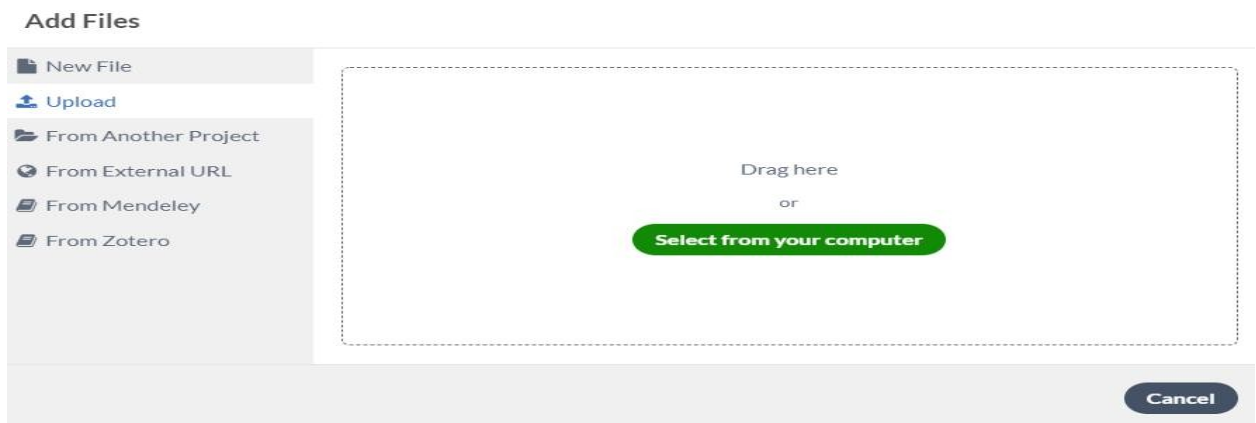 Add Files
New File
Upload
From Another Project
From External URL
From Mendeley
From Zotero
Drag here
or
Select from your computer
Cancel